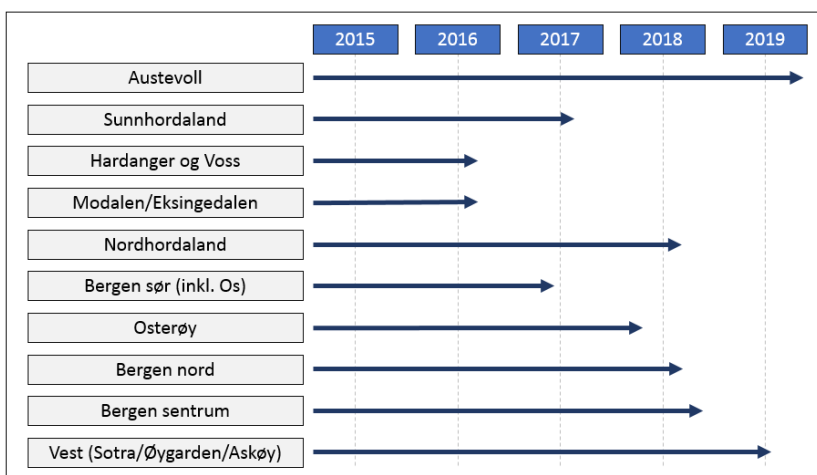 2015 2016 2017 2018 2019
Austevoll
Sunnhordaland
Hardanger og Voss
Modalen/Eksingedalen
Nordhordaland
Bergen sør (inkl. Os)
Osterøy
Bergen nord
Bergen sentrum
Vest (Sotra/Øygarden/Askøy)